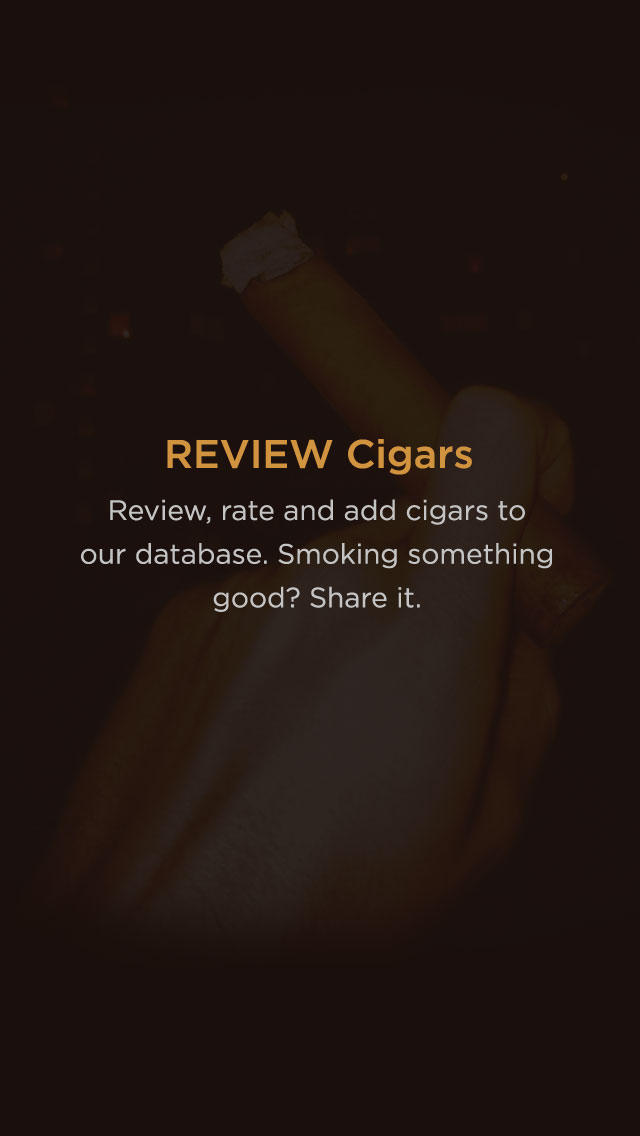 REVIEW Cigars
Review, rate and add cigars to
our database. Smoking something
good? Share it.